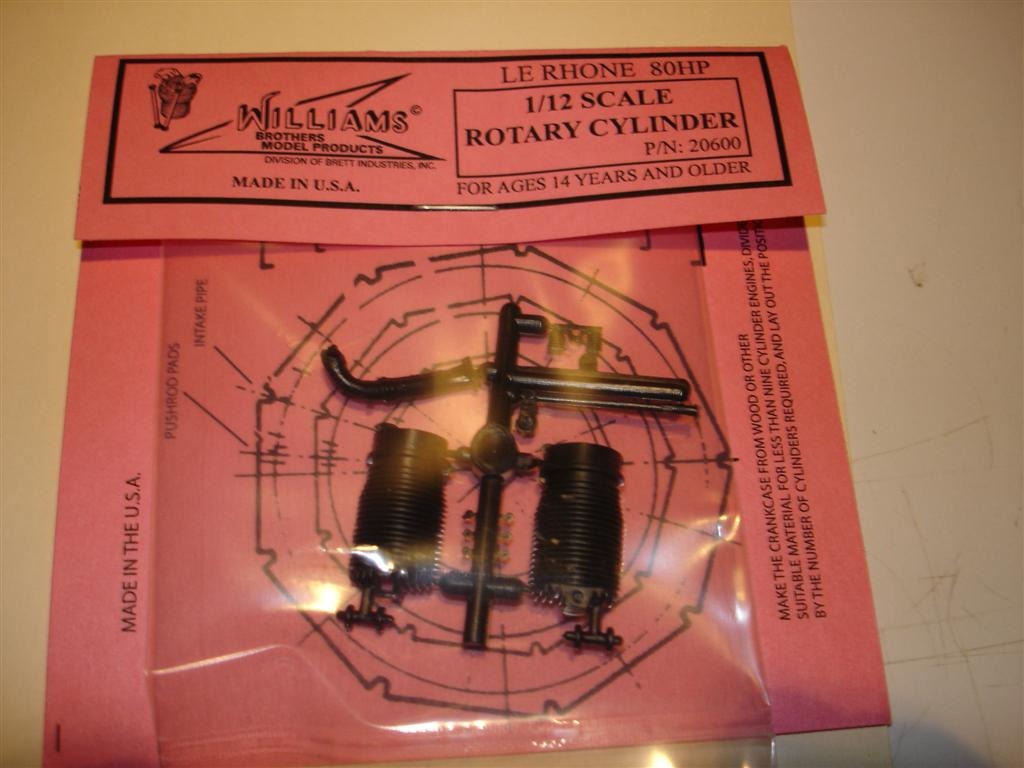 WILLIAMS©
BROTHERS
MODEL PRODUCTS
DIVISION OF BRETT INDUSTRIES, INC.
MADE IN U.S.A.
LE RHONE 80HP
1/12 SCALE
ROTARY CYLINDER
P/N: 20600
FOR AGES 14 YEARS AND OLDER
INTAKE PIPE
PUSHROD PADS
MADE IN THE U.S.A.
MAKE THE CRANKCASE FROM WOOD OR OTHER
SUITABLE MATERIAL FOR LESS THAN NINE CYLINDER ENGINES,
BY THE NUMBER OF CYLINDERS REQUIRED, AND LAY OUT THE